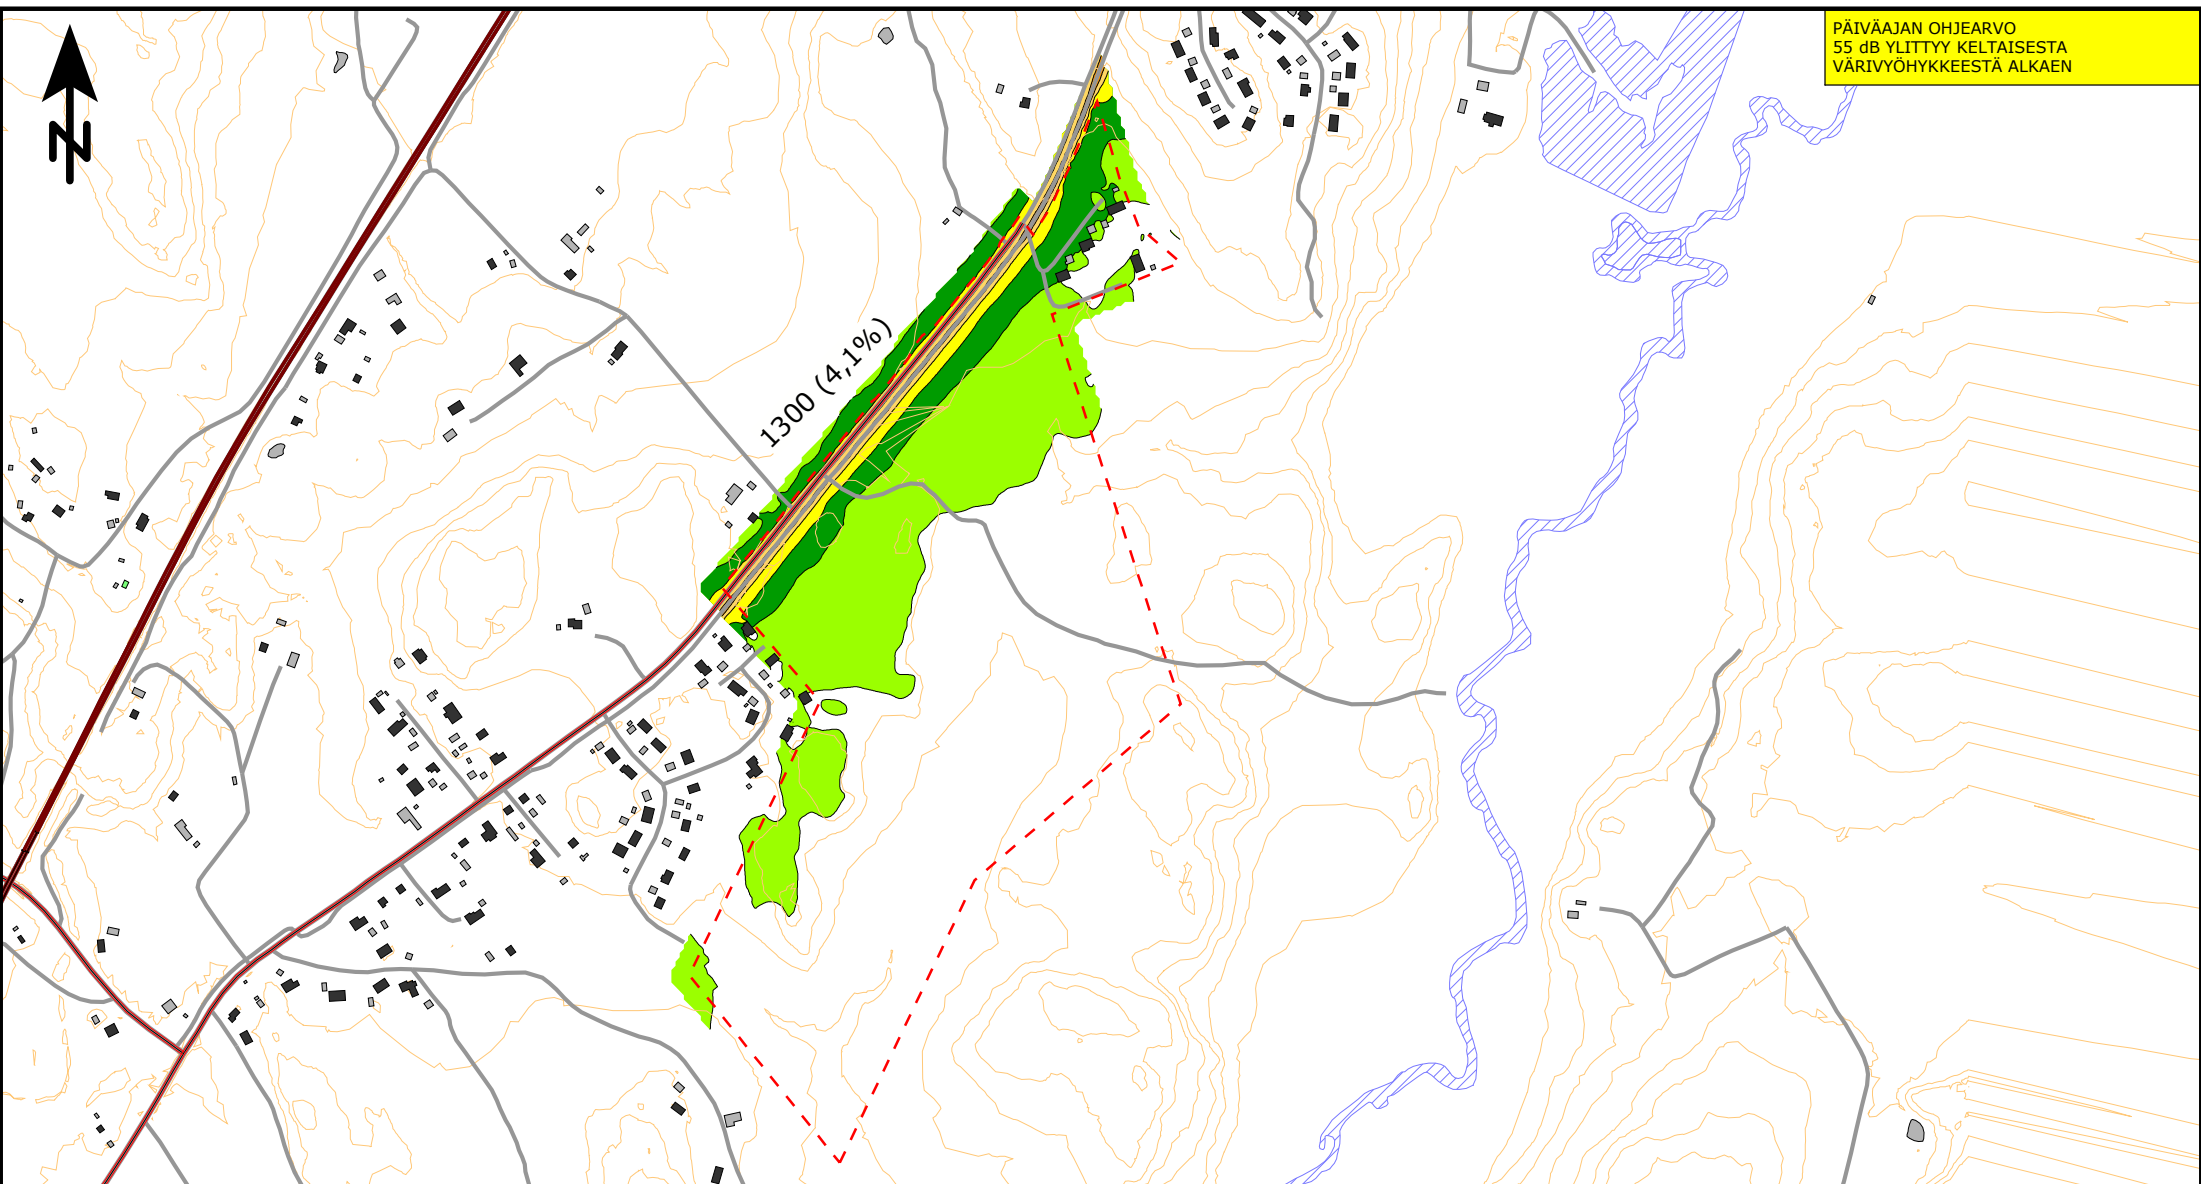 PÄIVÄAJAN OHJEARVO
55 dB YLITTYY KELTAISESTA
VÄRIVYÖHYKKEESTÄ ALKAEN
N
1300 (4,1%)